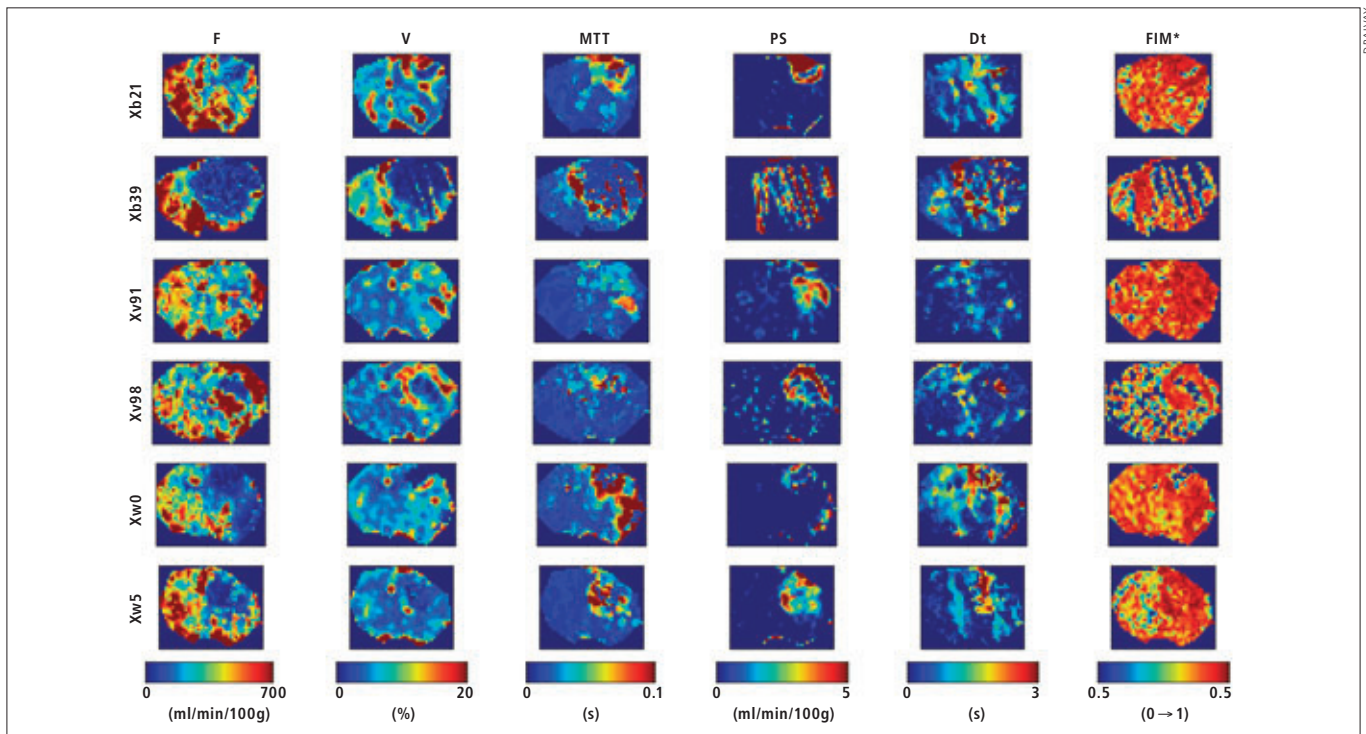 F V MTT PS Dt FIM*
Xb21
Xb39
Xv91
Xv98
Xw0
Xw5
0 700 0 20 0 0.1 0 5 0 3 0.5 0.5
(ml/min/100g) (%) (s) (ml/min/100g) (s) (0→1)